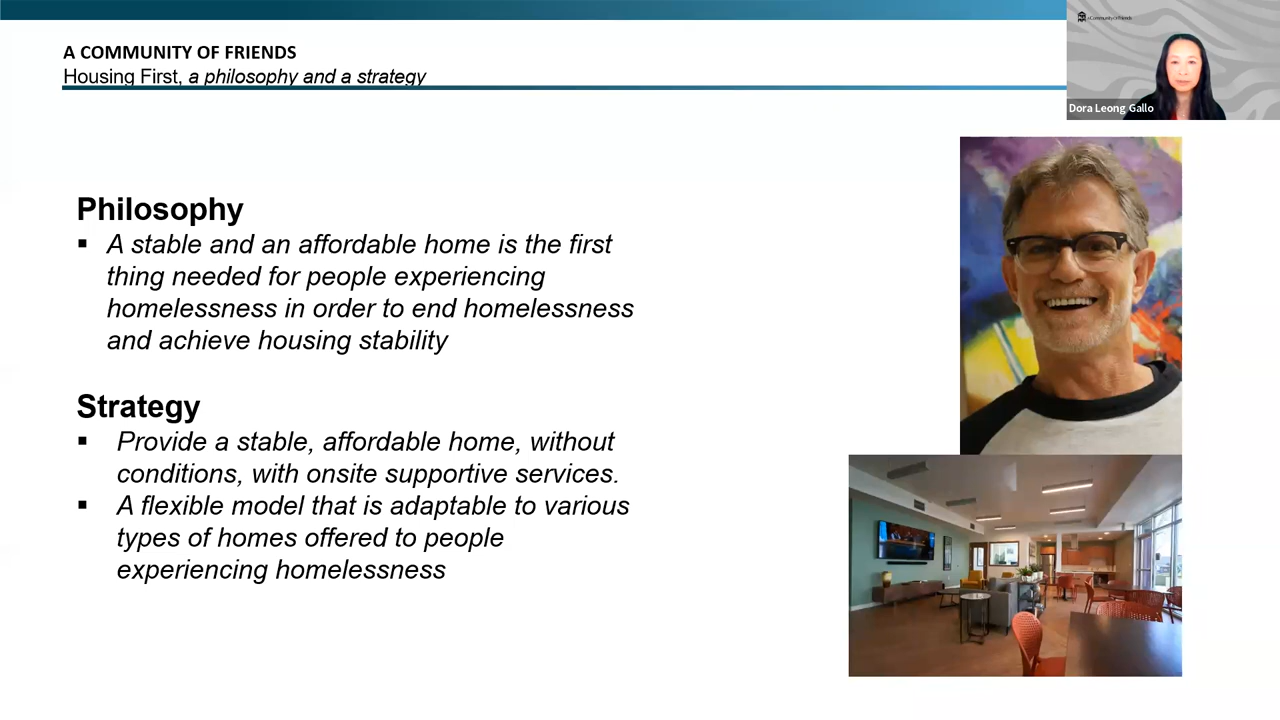 A COMMUNITY OF FRIENDS
Housing First, a philosophy and a strategy
a Community of Friends
Dora Leong Gallo
Philosophy
▪ A stable and an affordable home is the first
thing needed for people experiencing
homelessness in order to end homelessness
and achieve housing stability
Strategy
▪ Provide a stable, affordable home, without
conditions, with onsite supportive services.
▪ A flexible model that is adaptable to various
types of homes offered to people
experiencing homelessness